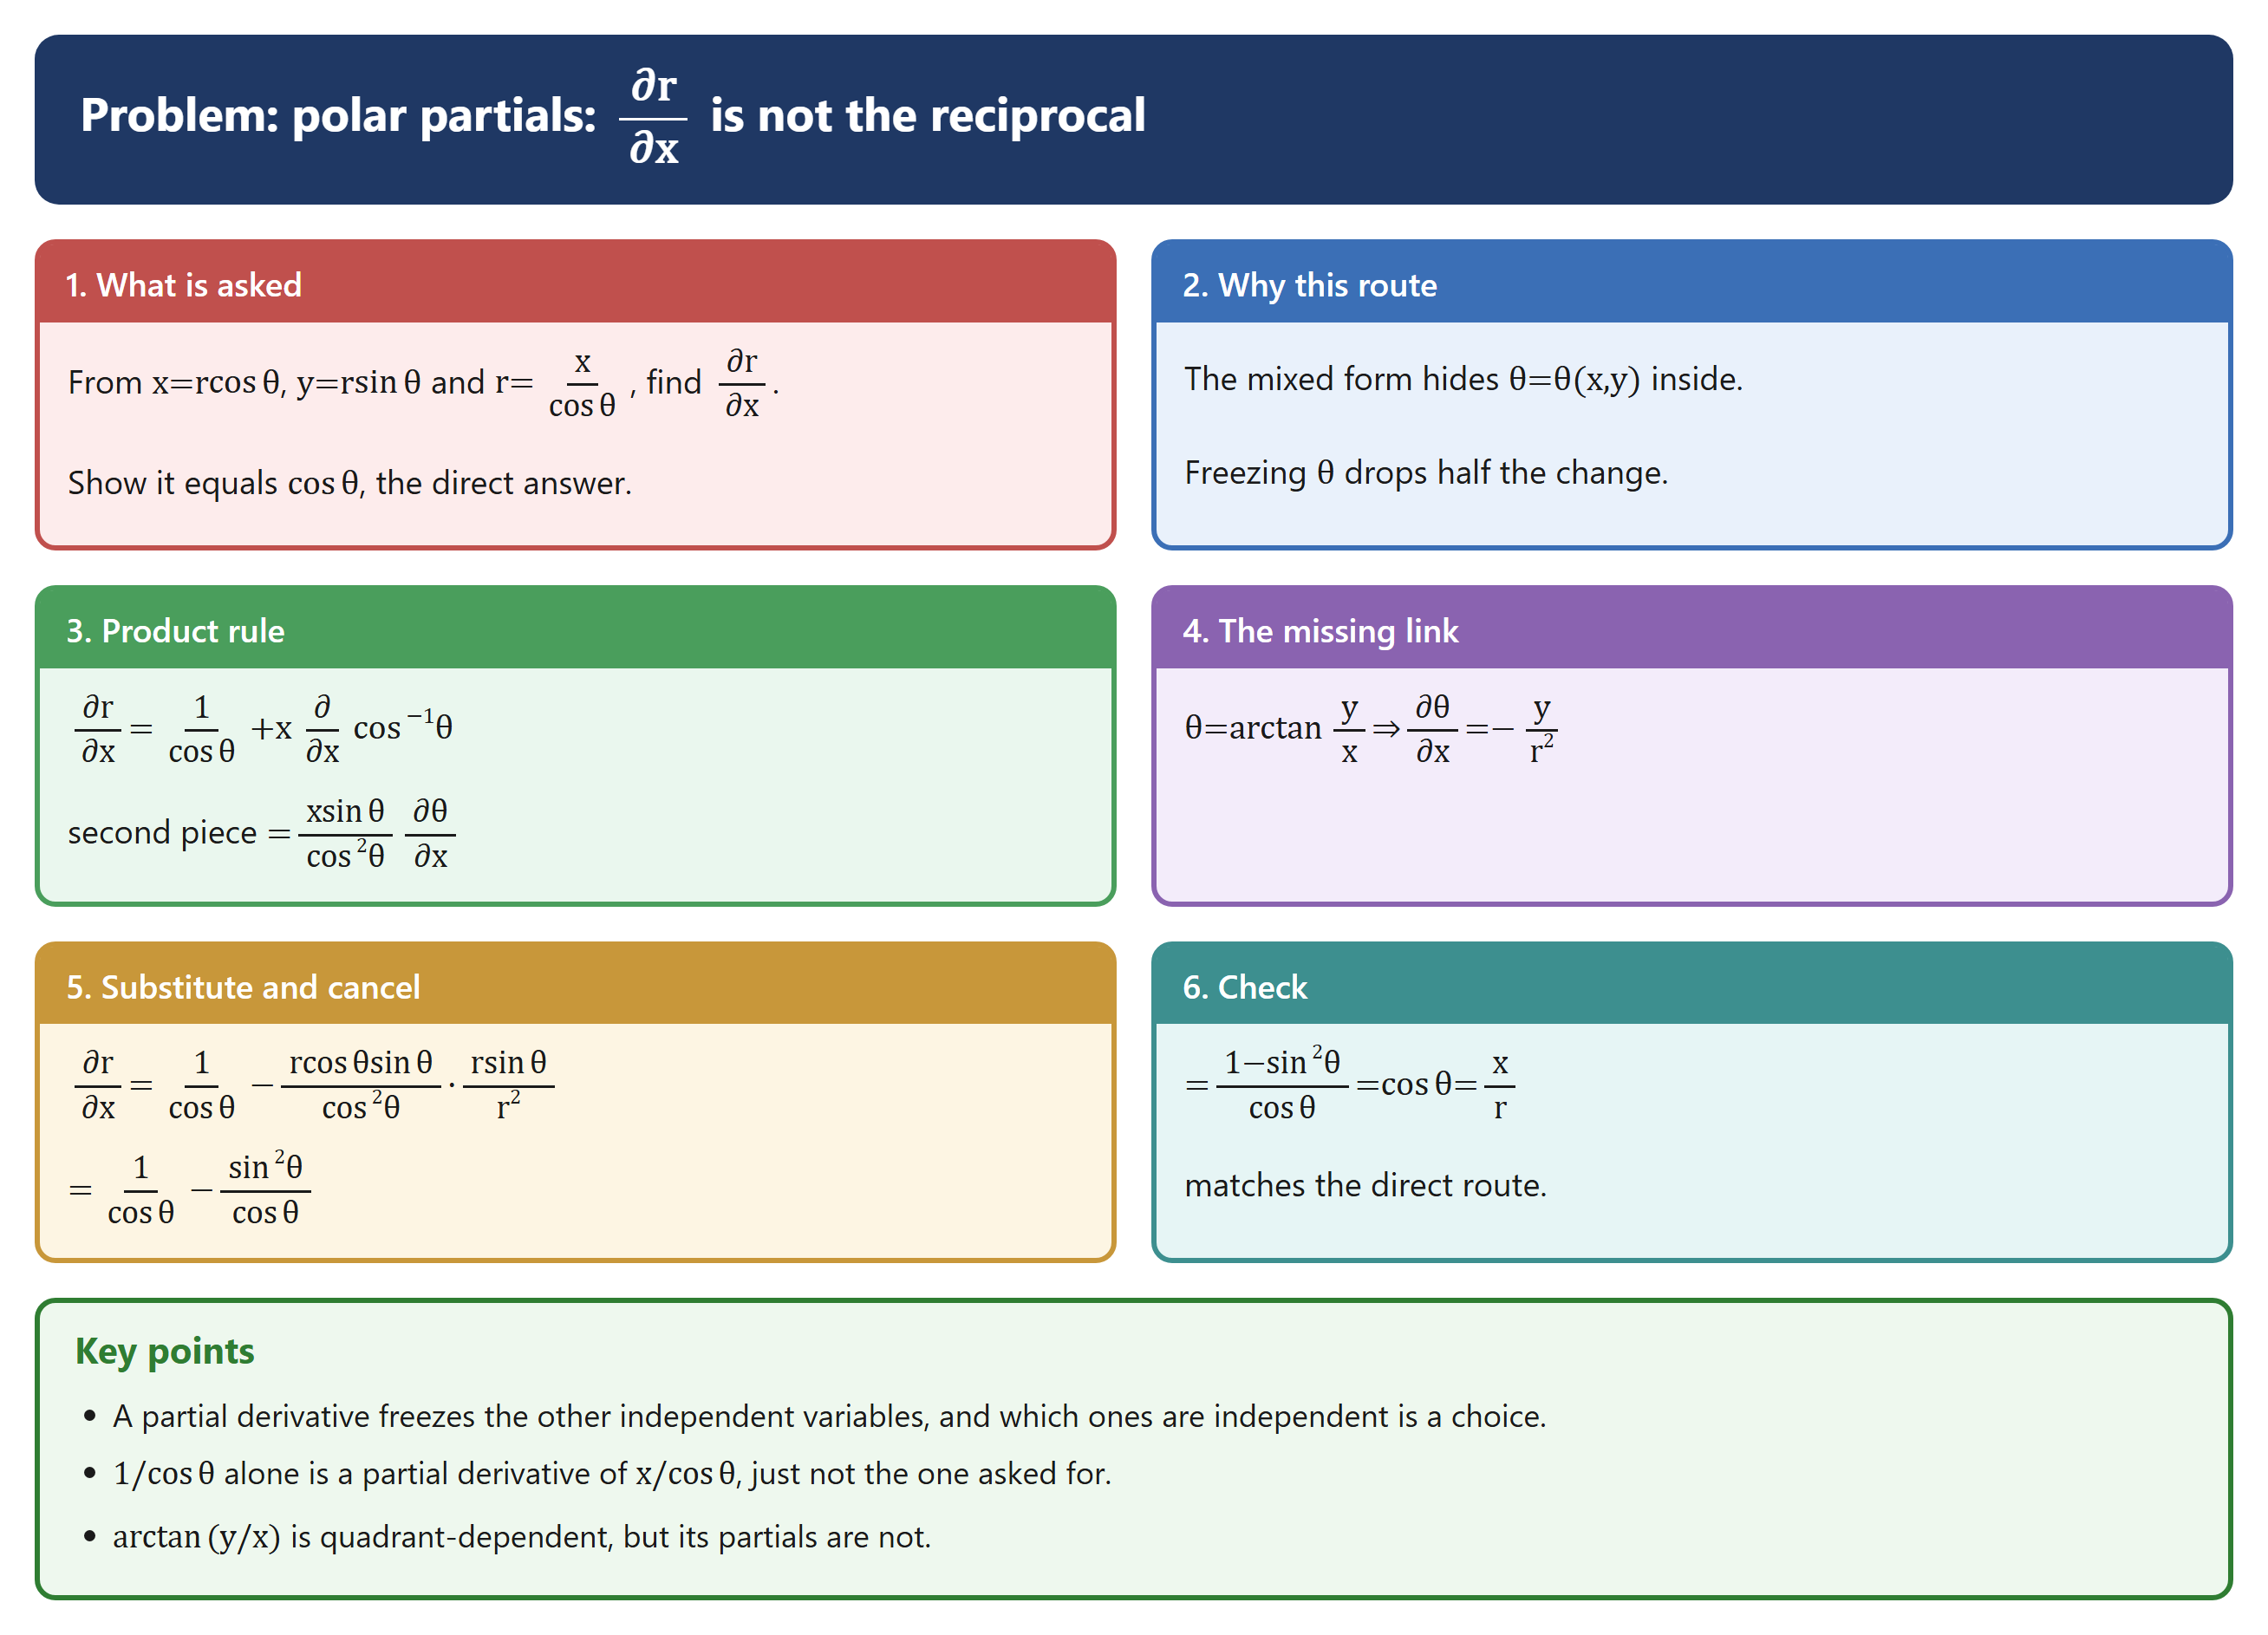 Problem: polar partials: ∂r/∂x is not the reciprocal
1. What is asked
From x=rcos θ, y=rsin θ and r= x/cos θ , find ∂r/∂x .
Show it equals cos θ, the direct answer.
2. Why this route
The mixed form hides θ=θ(x,y) inside.
Freezing θ drops half the change.
3. Product rule
∂r/∂x = 1/cos θ +x ∂/∂x cos⁻¹θ
second piece = xsin θ/cos²θ ∂θ/∂x
4. The missing link
θ=arctan y/x ⇒ ∂θ/∂x =− y/r²
5. Substitute and cancel
∂r/∂x = 1/cos θ − rcos θsin θ/cos²θ · rsin θ/r²
= 1/cos θ − sin²θ/cos θ
6. Check
= 1−sin²θ/cos θ =cos θ= x/r
matches the direct route.
Key points
• A partial derivative freezes the other independent variables, and which ones are independent is a choice.
• 1/cos θ alone is a partial derivative of x/cos θ, just not the one asked for.
• arctan (y/x) is quadrant-dependent, but its partials are not.